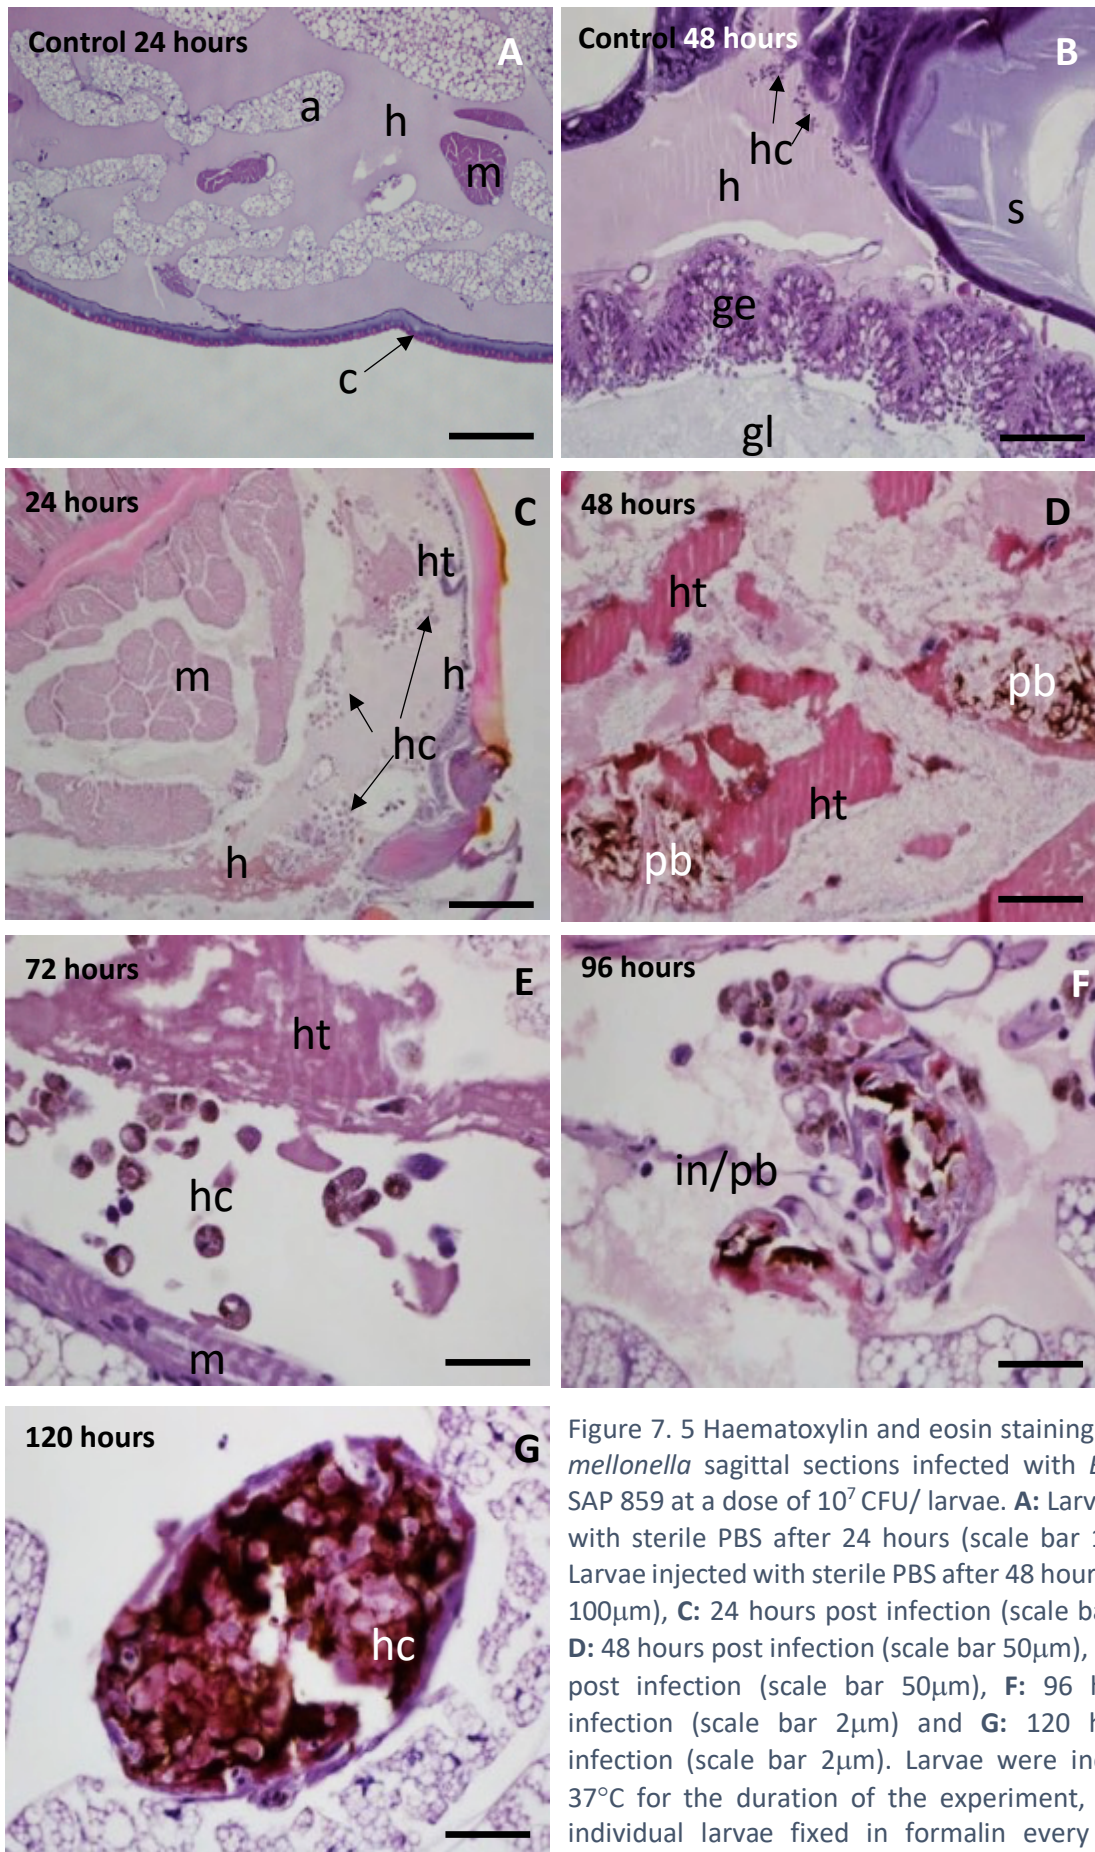 Control 24 hours
A
a
h
m
c
Control 48 hours
B
hc
h
s
ge
gl
24 hours
C
ht
m
h
hc
h
48 hours
D
ht
pb
ht
pb
72 hours
E
ht
hc
m
96 hours
F
in/pb
120 hours
G
hc
Figure 7. 5 Haematoxylin and eosin staining
mellonella sagittal sections infected with
SAP 859 at a dose of 10⁷ CFU/ larvae. A:
with sterile PBS after 24 hours (scale bar
Larvae injected with sterile PBS after 48
100μm), C: 24 hours post infection (scale
D: 48 hours post infection (scale bar 50μm),
post infection (scale bar 50μm), F: 96
infection (scale bar 2μm) and G: 120
infection (scale bar 2μm). Larvae were
37°C for the duration of the experiment,
individual larvae fixed in formalin every